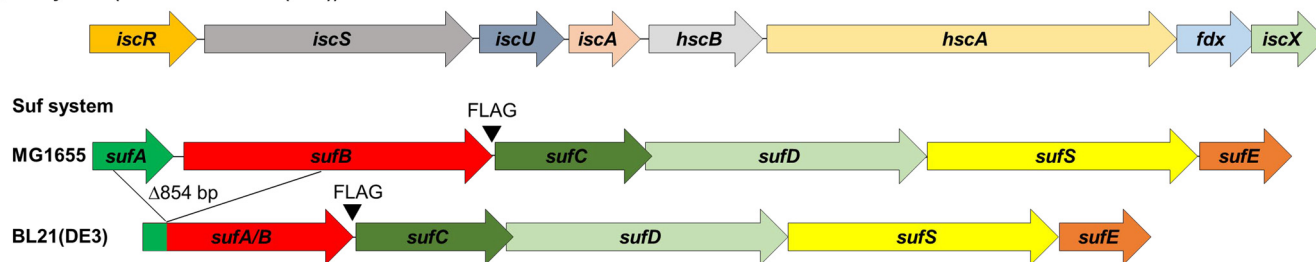 iscR iscS iscU iscA hscB hscA fdx iscX
Suf system
FLAG
MG1655 sufA sufB sufC sufD sufS sufE
Δ854 bp
FLAG
BL21(DE3) sufA/B sufC sufD sufS sufE